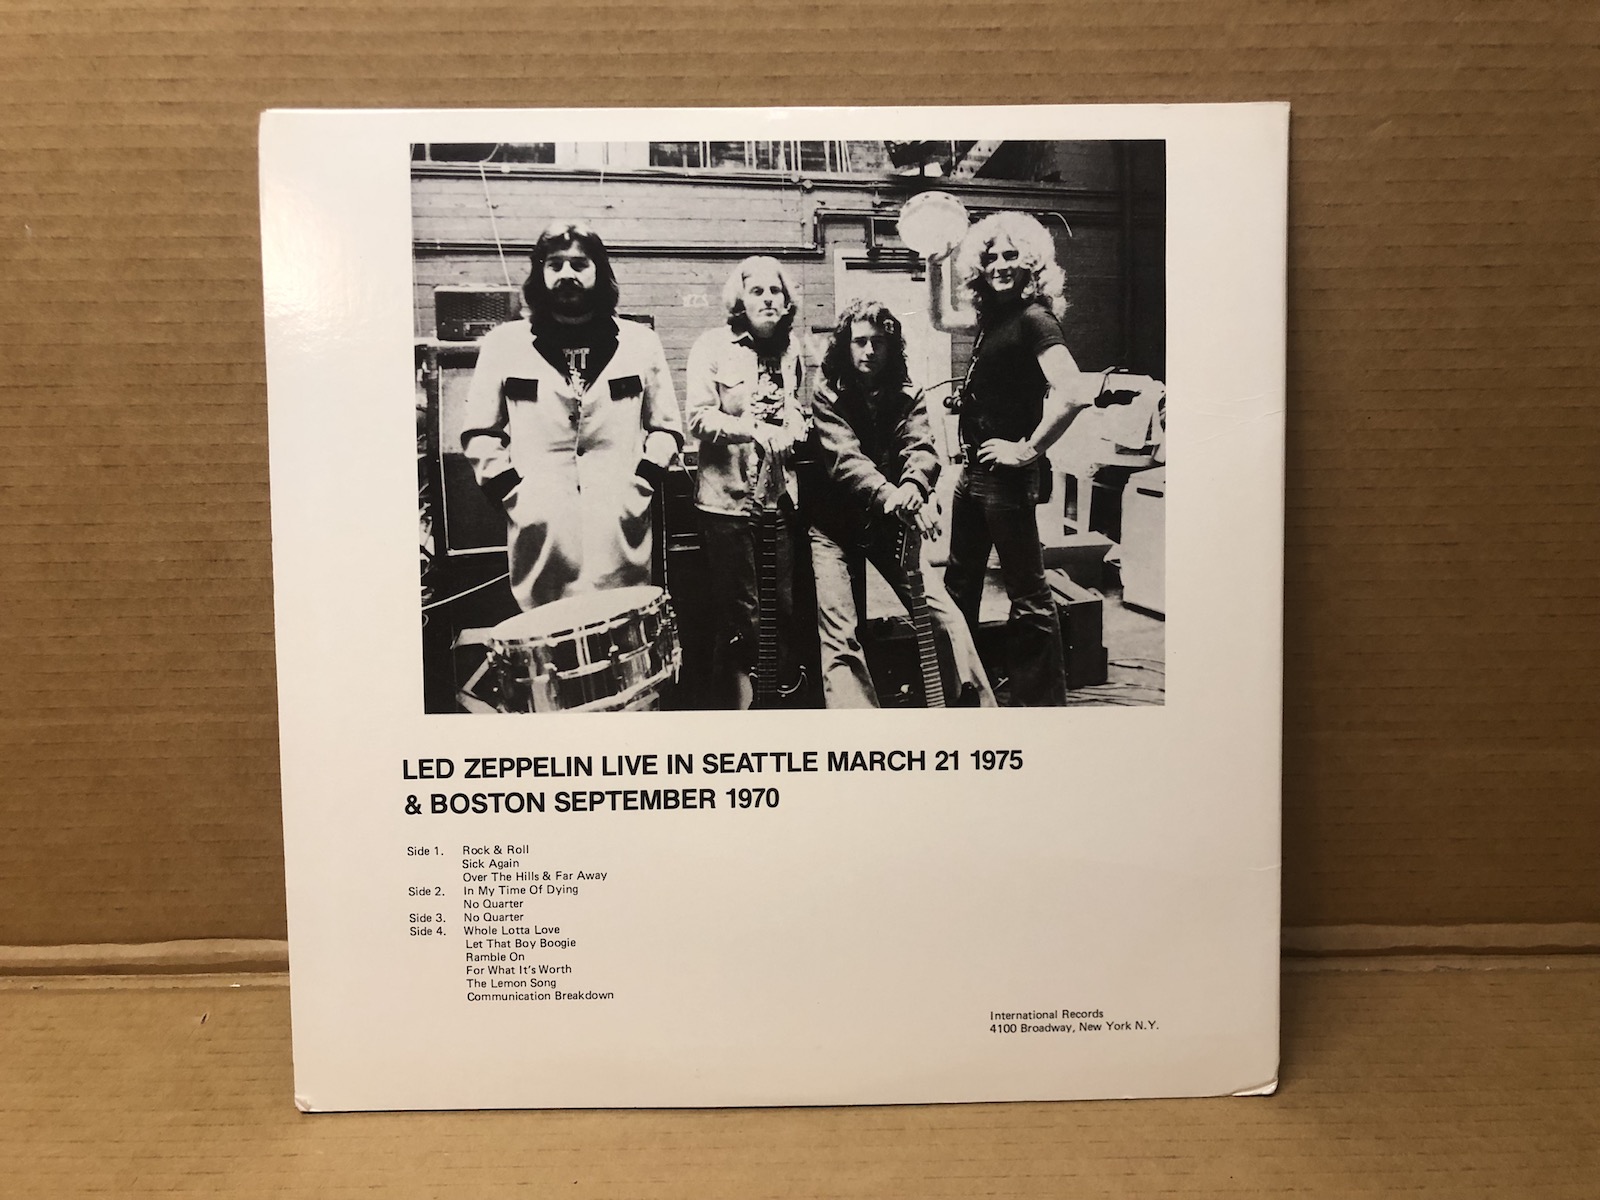 LED ZEPPELIN LIVE IN SEATTLE MARCH 21 1975
& BOSTON SEPTEMBER 1970
Side 1. Rock & Roll
Sick Again
Over The Hills & Far Away
Side 2. In My Time Of Dying
No Quarter
Side 3. No Quarter
Side 4. Whole Lotta Love
Let That Boy Boogie
Ramble On
For What It's Worth
The Lemon Song
Communication Breakdown
International Records
4100 Broadway, New York N.Y.